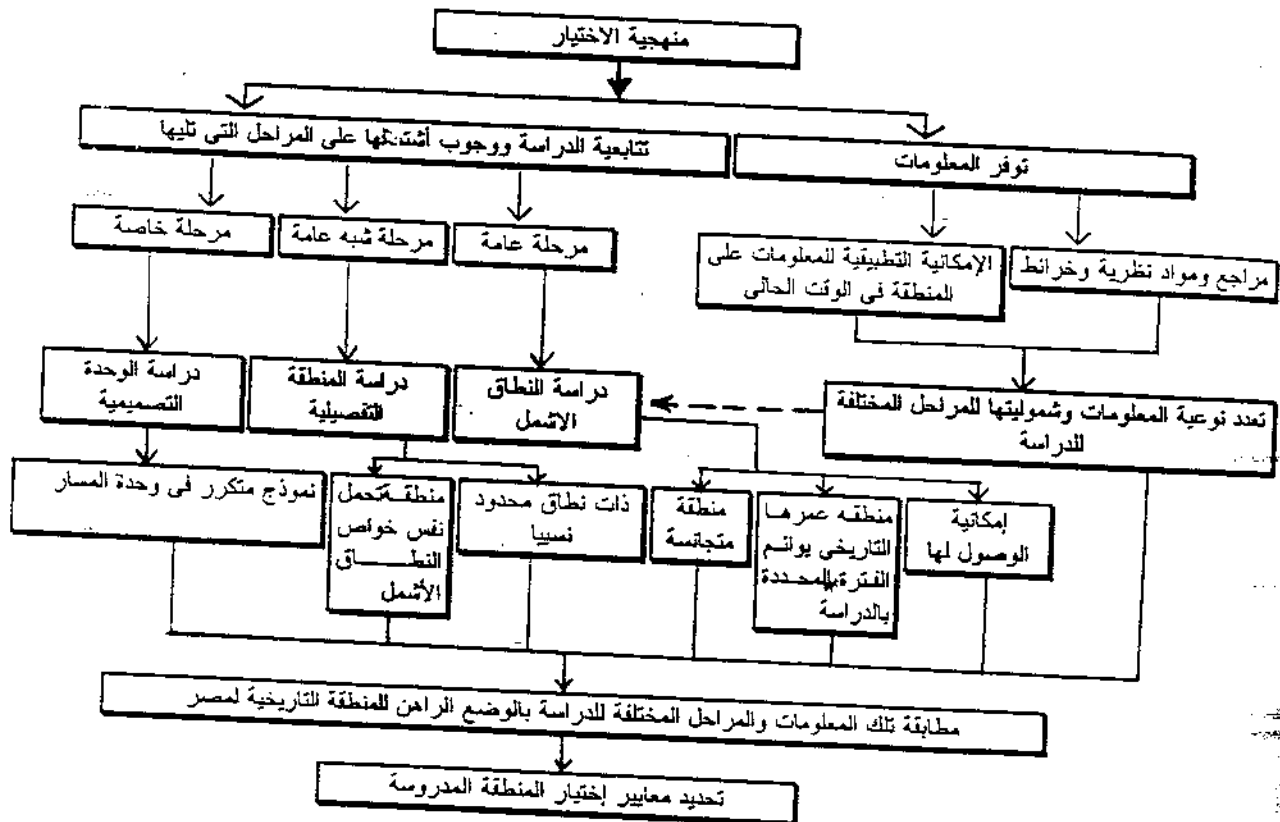 منهجية الاختيار
توفر المعلومات
تتابعية الدراسة ووجوب أشتمالها على المراحل التى تليها
مراجع ومواد نظرية وخرائط
الإمكانية التطبيقية للمعلومات على
المنطقة فى الوقت الحالى
مرحلة عامة
مرحلة شبه عامة
مرحلة خاصة
تعدد نوعية المعلومات وشموليتها للمراحل المختلفة
للدراسة
دراسة النطاق
الاشمل
دراسة المنطقة
التفصيلية
دراسة الوحدة
التصميمية
إمكانية
الوصول لها
منطقه عمرها
التاريخى يوائم
الفترة المحددة
بالدراسة
منطقة
متجانسة
ذات نطاق محدود
نسبيا
منطقة تحمل
نفس خواص
النطاق
الأشمل
نموذج متكرر فى وحدة المسار
مطابقة تلك المعلومات والمراحل المختلفة للدراسة بالوضع الراهن للمنطقة التاريخية لمصر
تحديد معايير إختيار المنطقة المدروسة